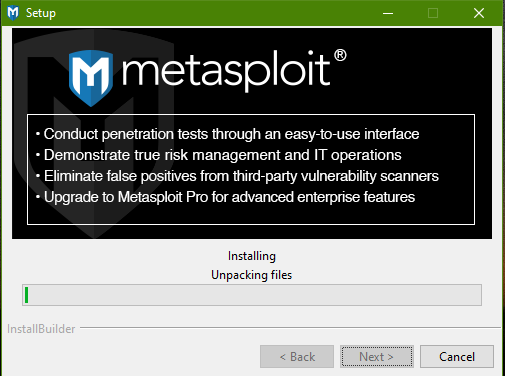 Setup
metasploit®
• Conduct penetration tests through an easy-to-use interface
• Demonstrate true risk management and IT operations
• Eliminate false positives from third-party vulnerability scanners
• Upgrade to Metasploit Pro for advanced enterprise features
Installing
Unpacking files
InstallBuilder
< Back Next > Cancel